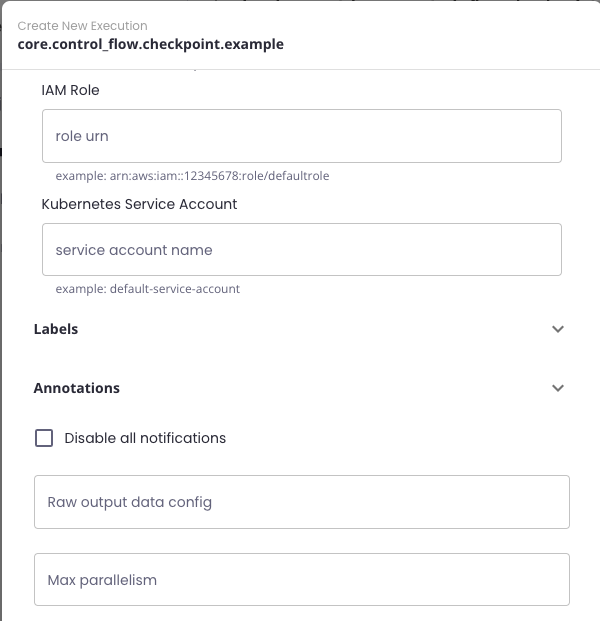 Create New Execution
core.control_flow.checkpoint.example
IAM Role
role urn
example: arn:aws:iam::12345678:role/defaultrole
Kubernetes Service Account
service account name
example: default-service-account
Labels
Annotations
Disable all notifications
Raw output data config
Max parallelism